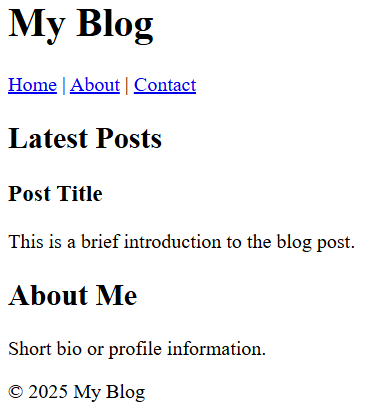 My Blog
Home | About | Contact
Latest Posts
Post Title
This is a brief introduction to the blog post.
About Me
Short bio or profile information.
© 2025 My Blog